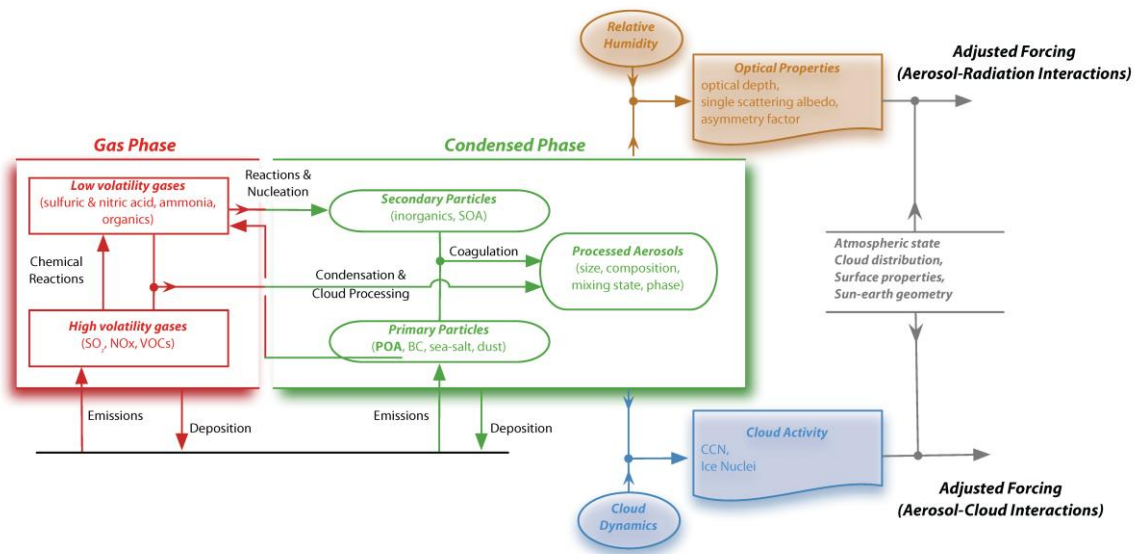 Relative
Humidity
Optical Properties
optical depth,
single scattering albedo,
asymmetry factor
Adjusted Forcing
(Aerosol-Radiation Interactions)
Gas Phase
Condensed Phase
Low volatility gases
(sulfuric & nitric acid, ammonia,
organics)
Reactions &
Nucleation
Secondary Particles
(inorganics, SOA)
Chemical
Reactions
Coagulation
Condensation &
Cloud Processing
Processed Aerosols
(size, composition,
mixing state, phase)
Atmospheric state
Cloud distribution,
Surface properties,
Sun-earth geometry
High volatility gases
(SO₂, NOx, VOCs)
Primary Particles
(POA, BC, sea-salt, dust)
Emissions
Deposition
Emissions
Deposition
Cloud Activity
CCN,
Ice Nuclei
Cloud
Dynamics
Adjusted Forcing
(Aerosol-Cloud Interactions)